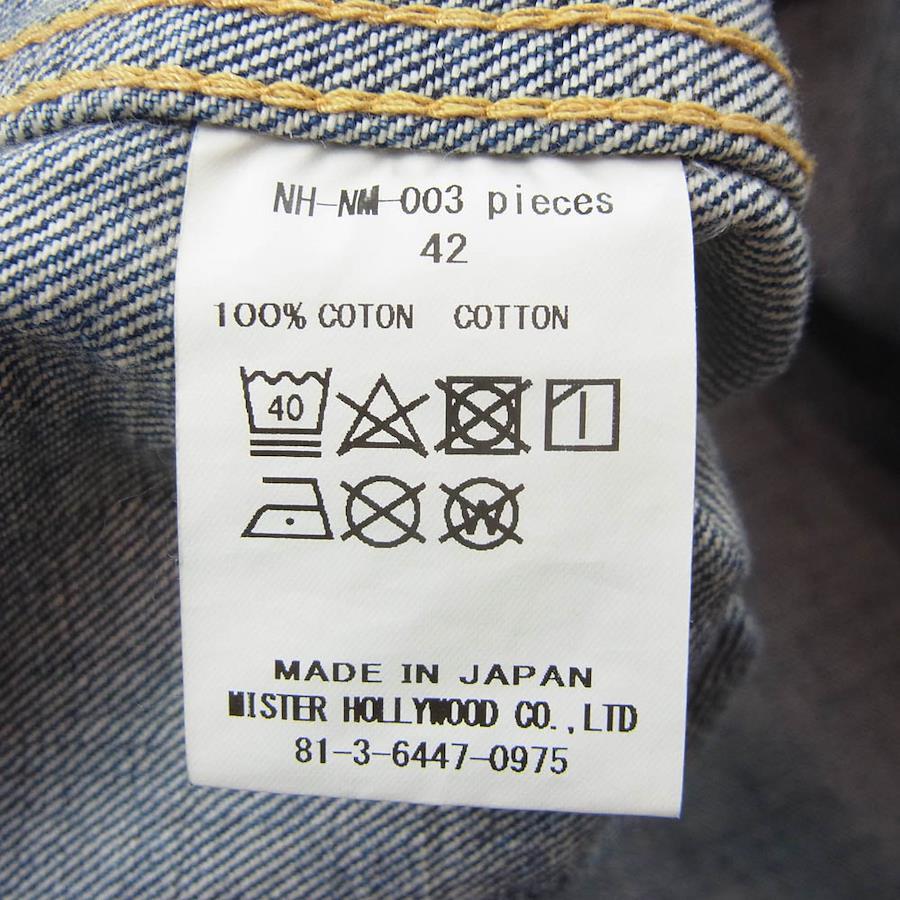 NH-NM-003 pieces
42
100% COTON COTTON
40
W
MADE IN JAPAN
MISTER HOLLYWOOD CO.,LTD
81-3-6447-0975